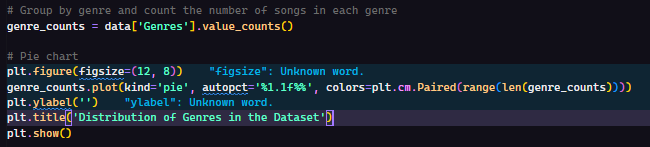 # Group by genre and count the number of songs in each genre
genre_counts = data['Genres'].value_counts()
# Pie chart
plt.figure(figsize=(12, 8))    "figsize": Unknown word.
genre_counts.plot(kind='pie', autopct='%1.1f%%', colors=plt.cm.Paired(range(len(genre_counts))))
plt.ylabel('')    "ylabel": Unknown word.
plt.title('Distribution of Genres in the Dataset')
plt.show()